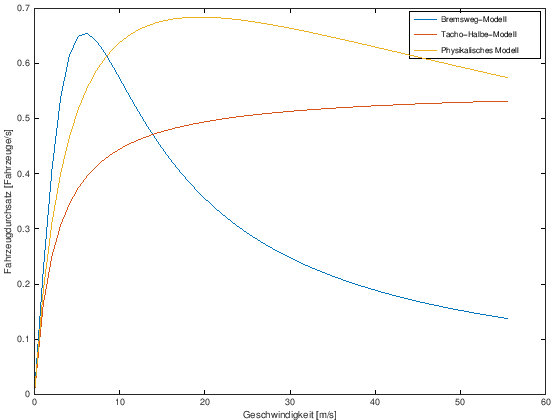 0.7
0.6
0.5
0.4
0.3
0.2
0.1
0
Fahrzeugdurchsatz [Fahrzeuge/s]
Bremsweg-Modell
Tacho-Halbe-Modell
Physikalisches Modell
0 10 20 30 40 50 60
Geschwindigkeit [m/s]